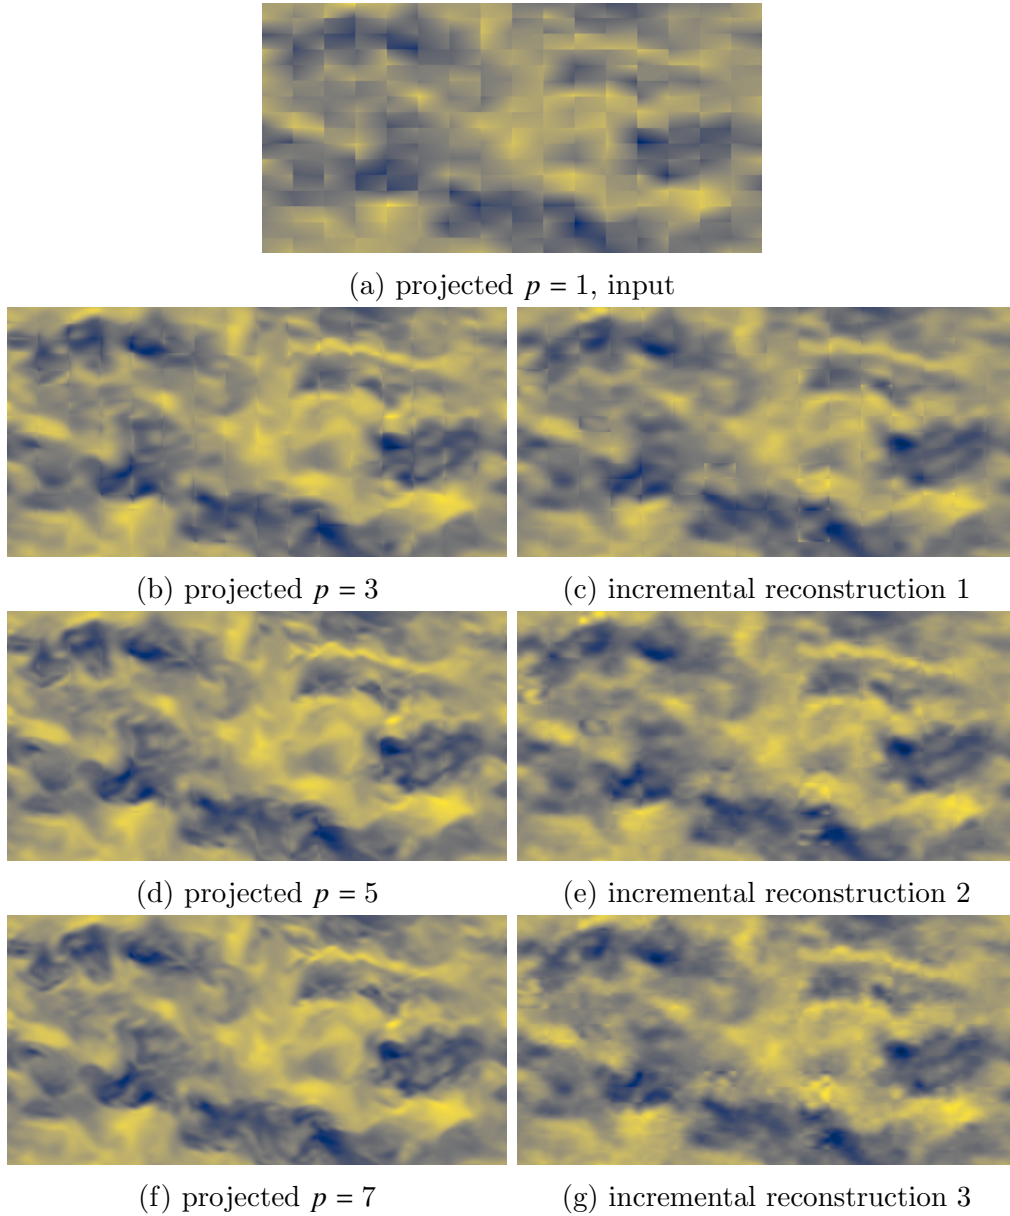 (a) projected p = 1, input
(b) projected p = 3
(c) incremental reconstruction 1
(d) projected p = 5
(e) incremental reconstruction 2
(f) projected p = 7
(g) incremental reconstruction 3